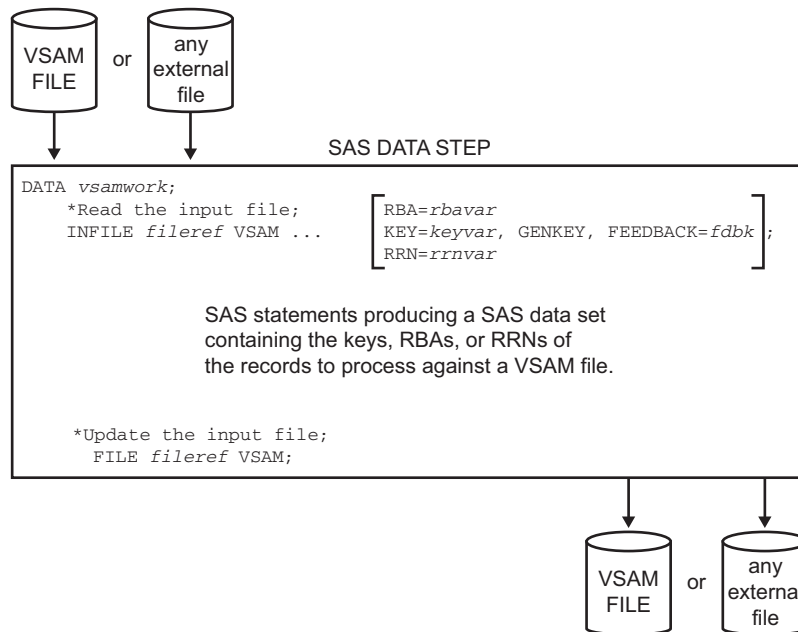 VSAM
FILE
or
any
external
file
SAS DATA STEP
DATA vsamwork;
*Read the input file;
INFILE fileref VSAM ...
RBA=rbavar
KEY=keyvar, GENKEY, FEEDBACK=fdbk ;
RRN=rrnvar
SAS statements producing a SAS data set
containing the keys, RBAs, or RRNs of
the records to process against a VSAM file.
*Update the input file;
FILE fileref VSAM;
VSAM
FILE
or
any
external
file